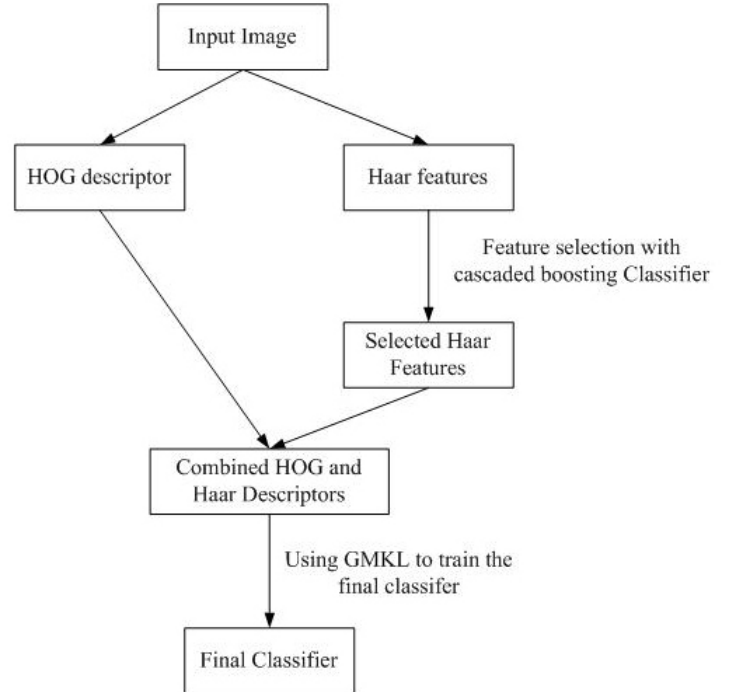 Input Image
HOG descriptor
Haar features
Feature selection with
cascaded boosting Classifier
Selected Haar
Features
Combined HOG and
Haar Descriptors
Using GMKL to train the
final classifer
Final Classifier